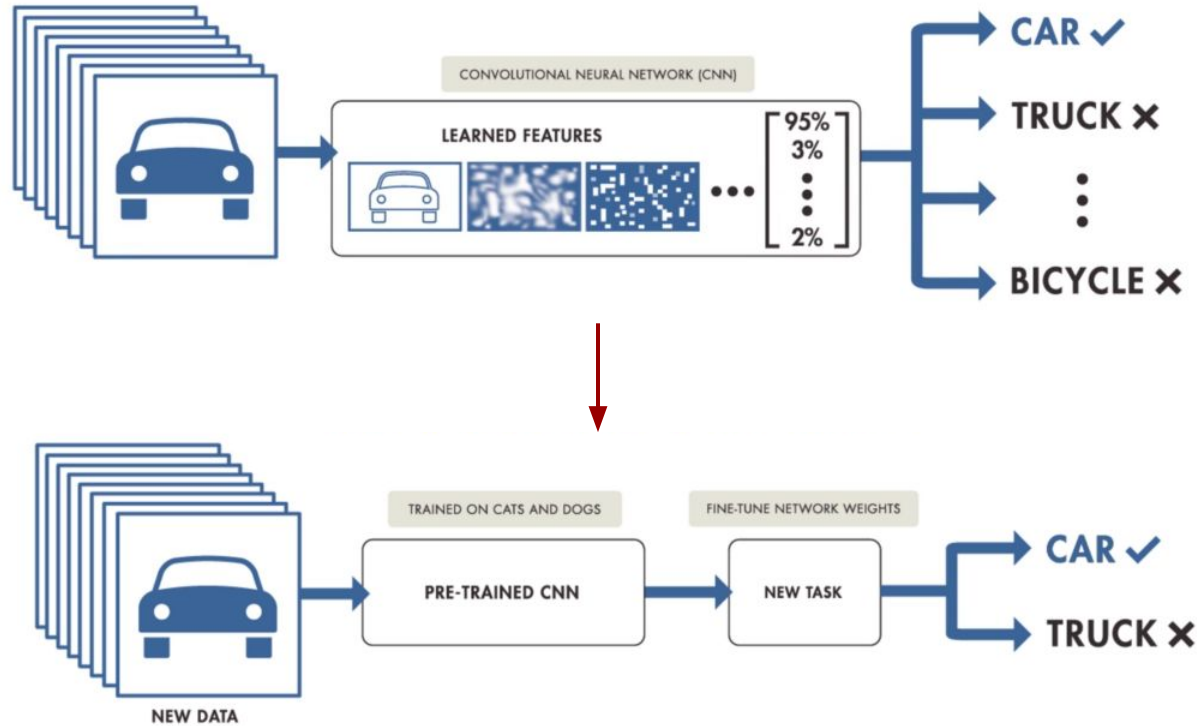 CONVOLUTIONAL NEURAL NETWORK (CNN)
LEARNED FEATURES
95%
3%
2%
CAR
TRUCK
BICYCLE
TRAINED ON CATS AND DOGS
FINE-TUNE NETWORK WEIGHTS
PRE-TRAINED CNN
NEW TASK
CAR
TRUCK
NEW DATA